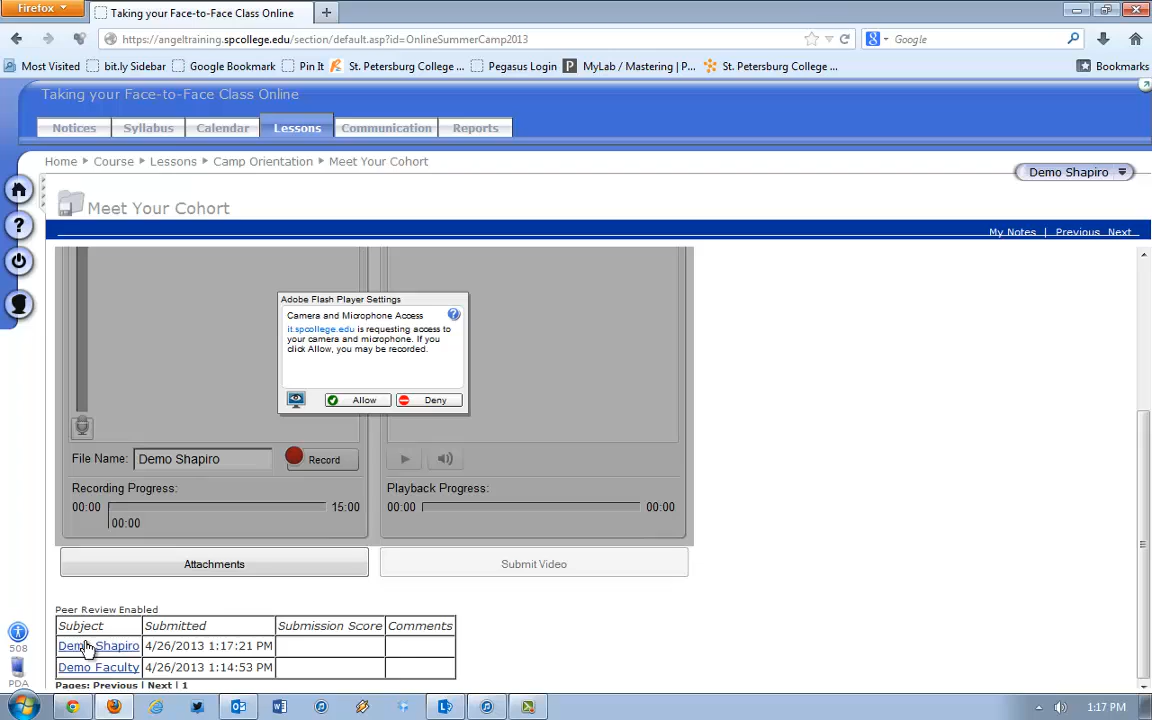 Firefox
Taking your Face-to-Face Class Online
https://angeltraining.spcollege.edu/section/default.asp?id=OnlineSummerCamp2013
Google
Most Visited bit.ly Sidebar Google Bookmark Pin It St. Petersburg College ... Pegasus Login MyLab / Mastering | P... St. Petersburg College ... Bookmarks
Taking your Face-to-Face Class Online
Notices Syllabus Calendar Lessons Communication Reports
Home Course Lessons Camp Orientation Meet Your Cohort
Demo Shapiro
Meet Your Cohort
My Notes | Previous Next
Adobe Flash Player Settings
Camera and Microphone Access
it.spcollege.edu is requesting access to
your camera and microphone. If you
click Allow, you may be recorded.
Allow Deny
File Name: Demo Shapiro Record
Recording Progress: Playback Progress:
00:00 15:00 00:00 00:00
00:00
Attachments Submit Video
Peer Review Enabled
Subject Submitted Submission Score Comments
Demo Shapiro 4/26/2013 1:17:21 PM
Demo Faculty 4/26/2013 1:14:53 PM
Pages: Previous | Next | 1
508
PDA
1:17 PM